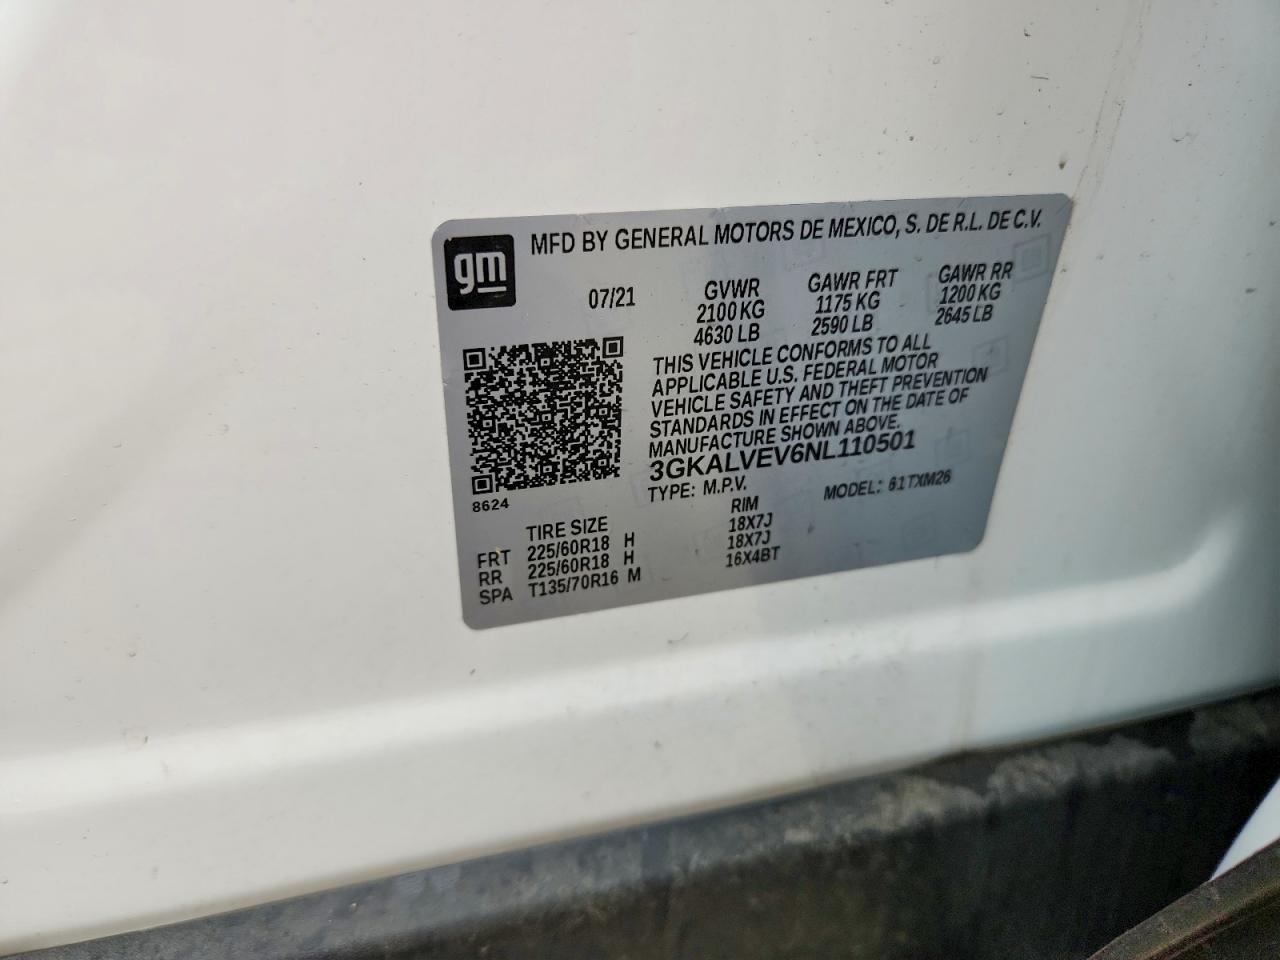 MFD BY GENERAL MOTORS DE MEXICO, S. DE R.L. DE C.V.
gm
07/21 GVWR GAWR FRT GAWR RR
2100 KG 1175 KG 1200 KG
4630 LB 2590 LB 2645 LB
THIS VEHICLE CONFORMS TO ALL
APPLICABLE U.S. FEDERAL MOTOR
VEHICLE SAFETY AND THEFT PREVENTION
STANDARDS IN EFFECT ON THE DATE OF
MANUFACTURE SHOWN ABOVE.
3GKALVEV6NL110501
TYPE: M.P.V. MODEL: 61TXM26
8624
TIRE SIZE RIM
FRT 225/60R18 H 18X7J
RR 225/60R18 H 18X7J
SPA T135/70R16 M 16X4BT